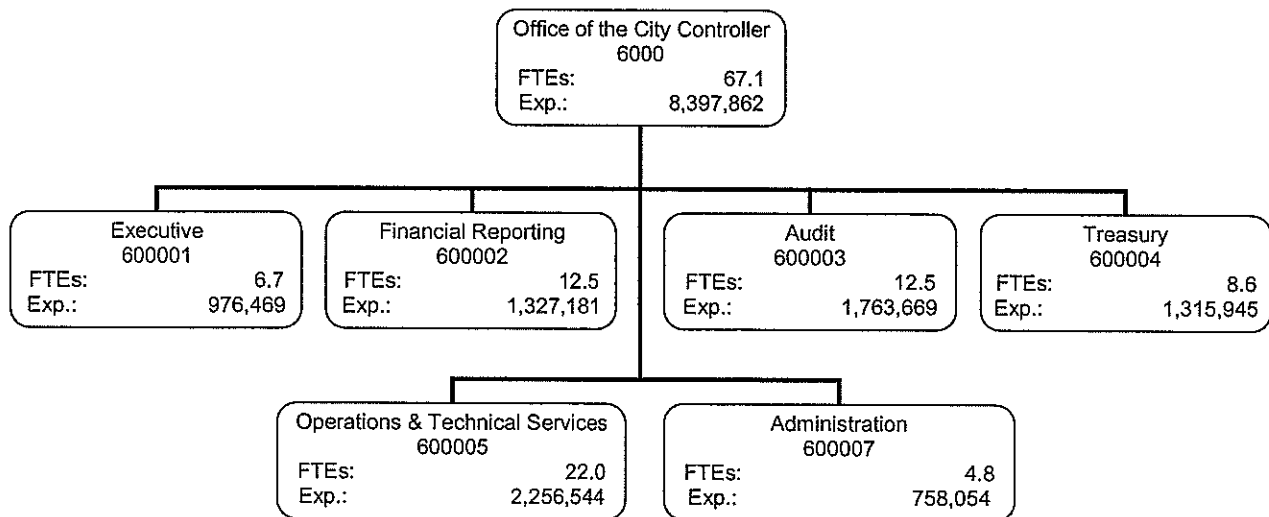 Office of the City Controller
6000
FTEs: 67.1
Exp.: 8,397,862
Executive
600001
FTEs: 6.7
Exp.: 976,469
Financial Reporting
600002
FTEs: 12.5
Exp.: 1,327,181
Audit
600003
FTEs: 12.5
Exp.: 1,763,669
Treasury
600004
FTEs: 8.6
Exp.: 1,315,945
Operations & Technical Services
600005
FTEs: 22.0
Exp.: 2,256,544
Administration
600007
FTEs: 4.8
Exp.: 758,054